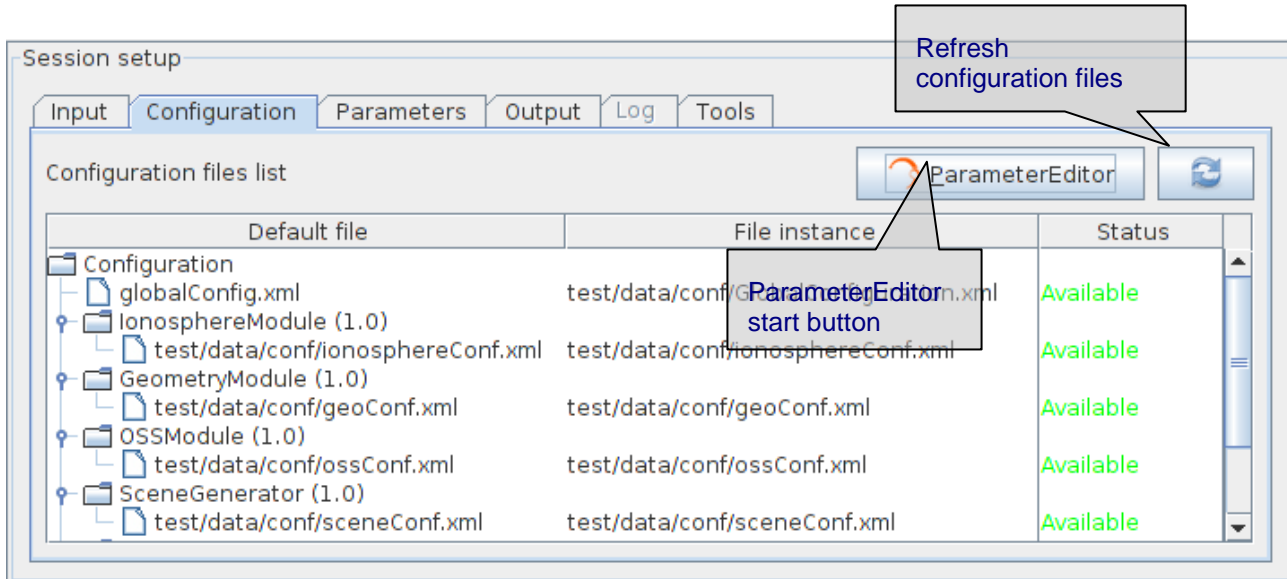 Refresh
configuration files
Session setup
Input Configuration Parameters Output Log Tools
Configuration files list
ParameterEditor
Default file File instance Status
Configuration
globalConfig.xml test/data/conf/GlobalConfiguration.xml Available
ParameterEditor
start button
IonosphereModule (1.0)
test/data/conf/ionosphereConf.xml test/data/conf/ionosphereConf.xml Available
GeometryModule (1.0)
test/data/conf/geoConf.xml test/data/conf/geoConf.xml Available
OSSModule (1.0)
test/data/conf/ossConf.xml test/data/conf/ossConf.xml Available
SceneGenerator (1.0)
test/data/conf/sceneConf.xml test/data/conf/sceneConf.xml Available